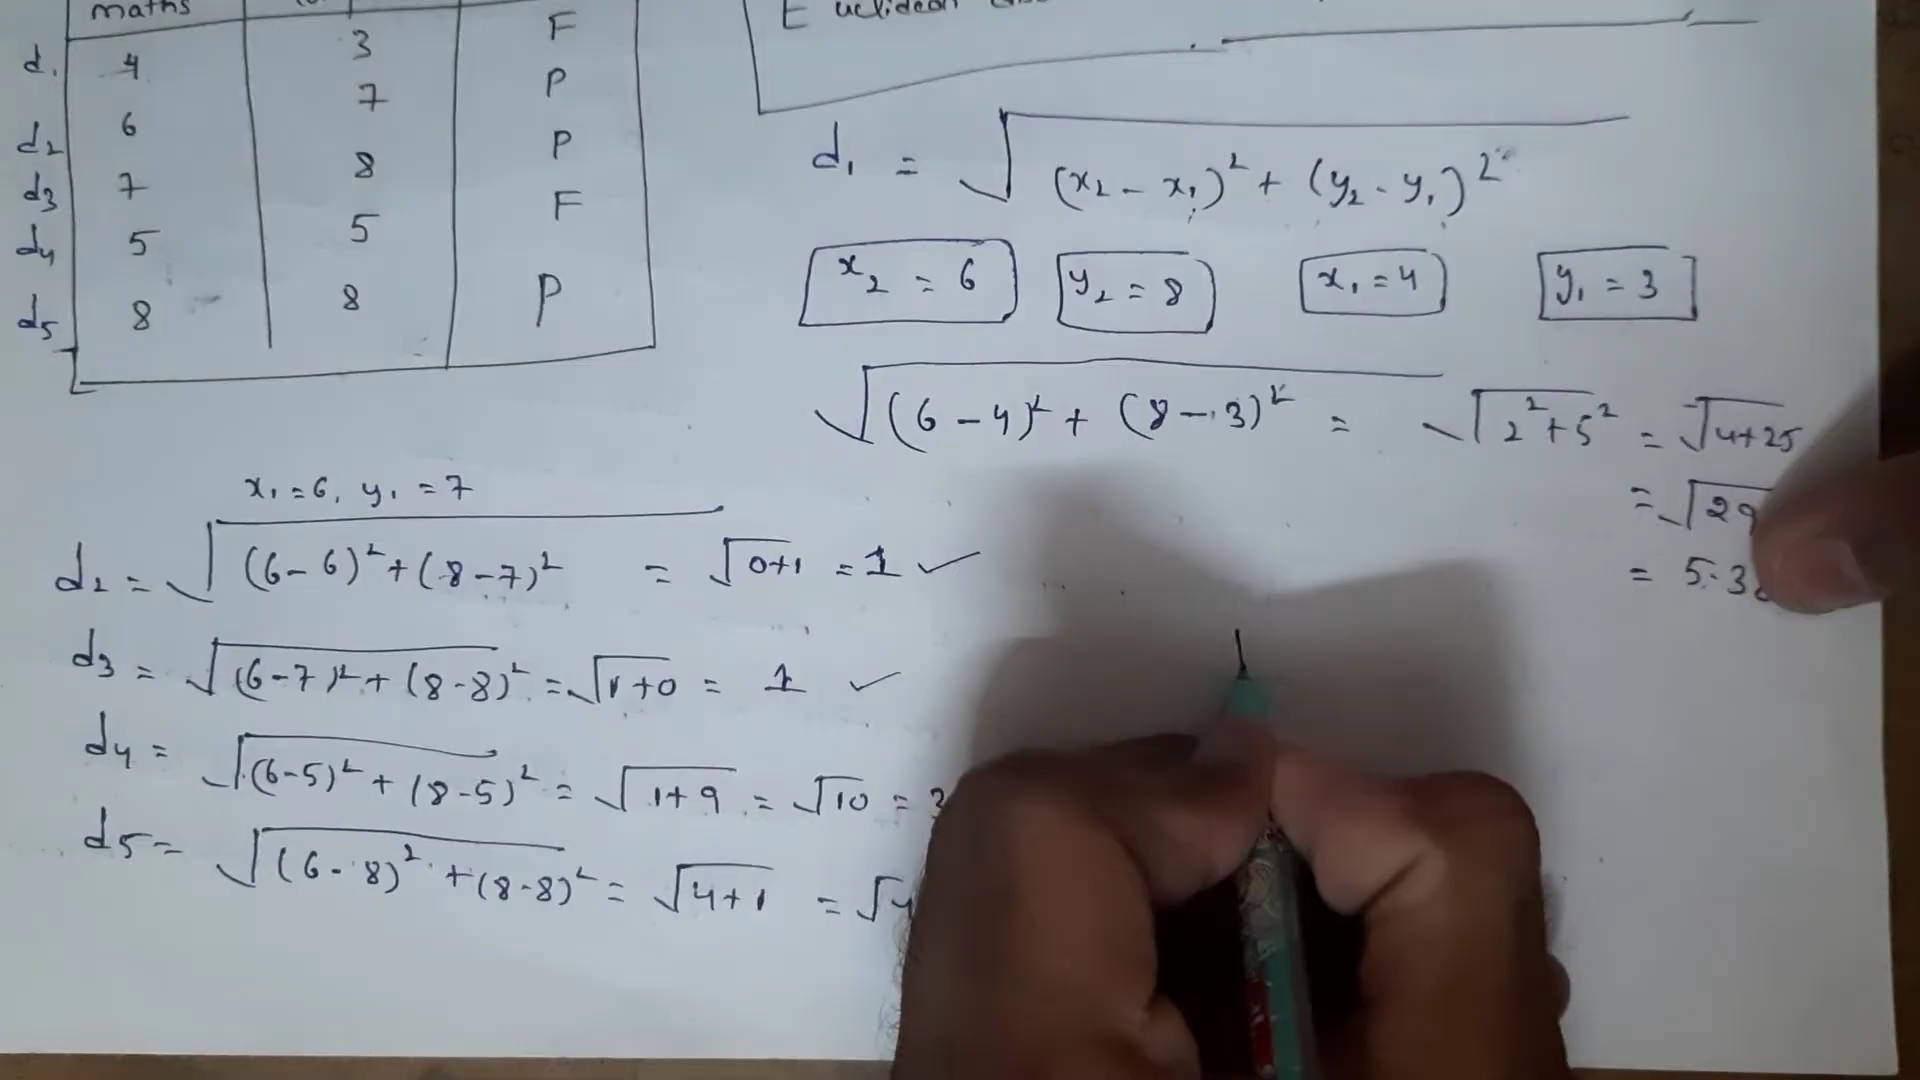 maths
Euclidean
d1 4 3 F
d2 6 7 P
d3 7 8 P
d4 5 5 F
d5 8 8 P
d1 = √(x2 - x1)² + (y2 - y1)²
x2 = 6 y2 = 8 x1 = 4 y1 = 3
√(6-4)² + (8-3)² = √2²+5² = √4+25
= √29
= 5.3
x1 = 6, y1 = 7
d2 = √(6-6)² + (8-7)² = √0+1 = 1 ✓
d3 = √(6-7)² + (8-8)² = √1+0 = 1 ✓
d4 = √(6-5)² + (8-5)² = √1+9 = √10 = 3
d5 = √(6-8)² + (8-8)² = √4+1 = √4